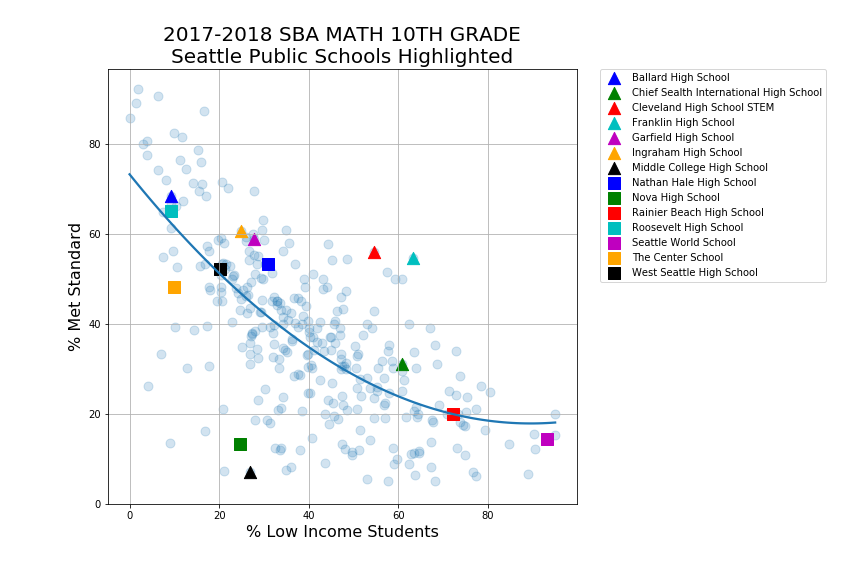 2017-2018 SBA MATH 10TH GRADE
Seattle Public Schools Highlighted
% Met Standard
80
60
40
20
0
0 20 40 60 80
% Low Income Students
Ballard High School
Chief Sealth International High School
Cleveland High School STEM
Franklin High School
Garfield High School
Ingraham High School
Middle College High School
Nathan Hale High School
Nova High School
Rainier Beach High School
Roosevelt High School
Seattle World School
The Center School
West Seattle High School